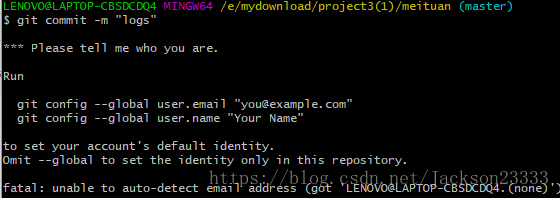 LENOVO@LAPTOP-CBSDCDQ4 MINGW64 /e/mydownload/project3(1)/meituan (master)
$ git commit -m "logs"
*** Please tell me who you are.
Run
git config --global user.email "you@example.com"
git config --global user.name "Your Name"
to set your account's default identity.
Omit --global to set the identity only in this repository.
https://blog.csdn.net/Jackson23333
fatal: unable to auto-detect email address (got 'LENOVO@LAPTOP-CBSDCDQ4.(none)')